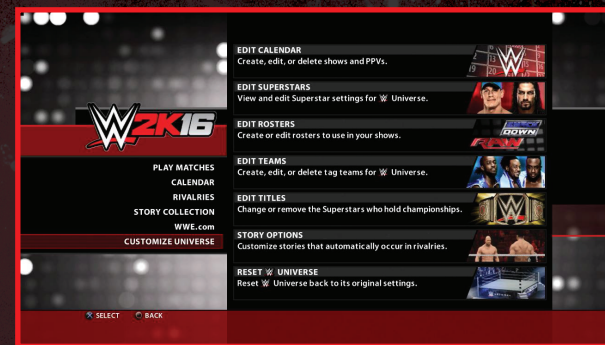 W2K16
PLAY MATCHES
CALENDAR
RIVALRIES
STORY COLLECTION
WWE.com
CUSTOMIZE UNIVERSE
EDIT CALENDAR
Create, edit, or delete shows and PPVs.
EDIT SUPERSTARS
View and edit Superstar settings for W Universe.
EDIT ROSTERS
Create or edit rosters to use in your shows.
DOWN
RAW
EDIT TEAMS
Create, edit, or delete tag teams for W Universe.
EDIT TITLES
Change or remove the Superstars who hold championships.
STORY OPTIONS
Customize stories that automatically occur in rivalries.
RESET W UNIVERSE
Reset W Universe back to its original settings.
SELECT BACK